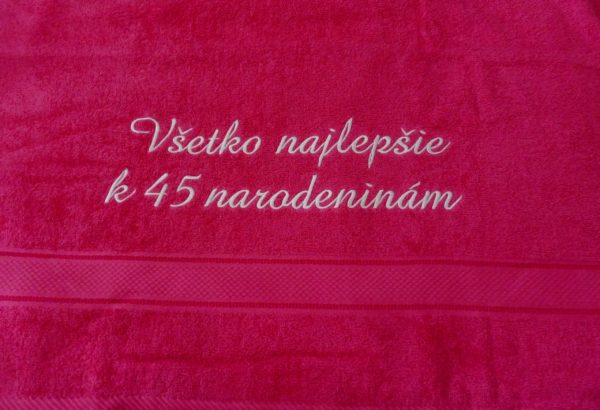 Všetko najlepšie
k 45 narodeninám